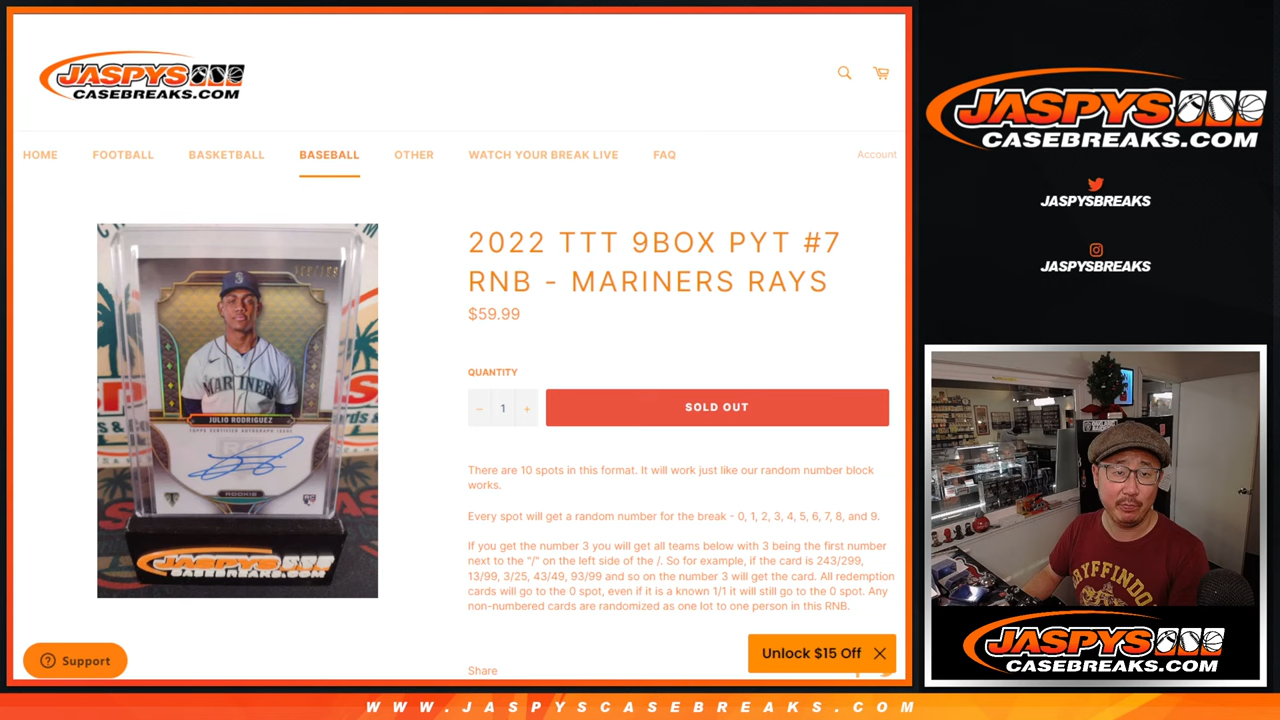 JASPYS
CASEBREAKS.COM
HOME
FOOTBALL
BASKETBALL
BASEBALL
OTHER
WATCH YOUR BREAK LIVE
FAQ
Account
2022 TTT 9BOX PYT #7
RNB - MARINERS RAYS
$59.99
QUANTITY
− 1 +
SOLD OUT
There are 10 spots in this format. It will work just like our random number block
works.
Every spot will get a random number for the break - 0, 1, 2, 3, 4, 5, 6, 7, 8, and 9.
If you get the number 3 you will get all teams below with 3 being the first number
next to the "/" on the left side of the /. So for example, if the card is 243/299,
13/99, 3/25, 43/49, 93/99 and so on the number 3 will get the card. All redemption
cards will go to the 0 spot, even if it is a known 1/1 it will still go to the 0 spot. Any
non-numbered cards are randomized as one lot to one person in this RNB.
Share
Unlock $15 Off
Support
MARINERS
JULIO RODRIGUEZ
TOPPS CERTIFIED AUTOGRAPH ISSUE
ROOKIE
RC
JASPYS
CASEBREAKS.COM
JASPYS
CASEBREAKS.COM
JASPYSBREAKS
JASPYSBREAKS
GRYFFINDOR
JASPYS
CASEBREAKS.COM
WWW.JASPYSCASEBREAKS.COM